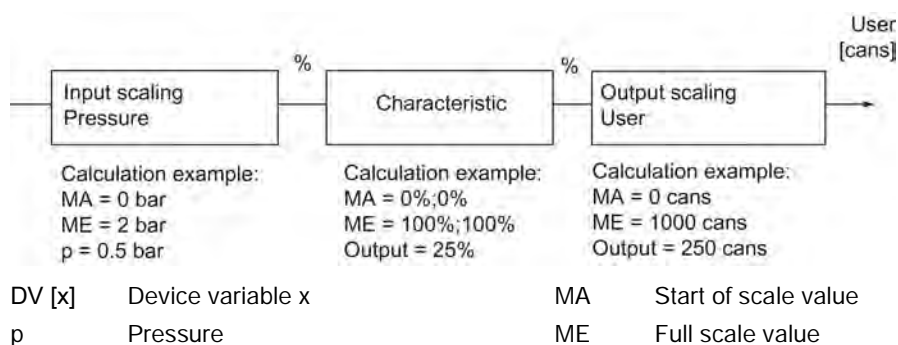 User
[cans]
%
%
Input scaling
Pressure
Characteristic
Output scaling
User
Calculation example:
MA = 0 bar
ME = 2 bar
p = 0.5 bar
Calculation example:
MA = 0%;0%
ME = 100%;100%
Output = 25%
Calculation example:
MA = 0 cans
ME = 1000 cans
Output = 250 cans
DV [x] Device variable x MA Start of scale value
p Pressure ME Full scale value